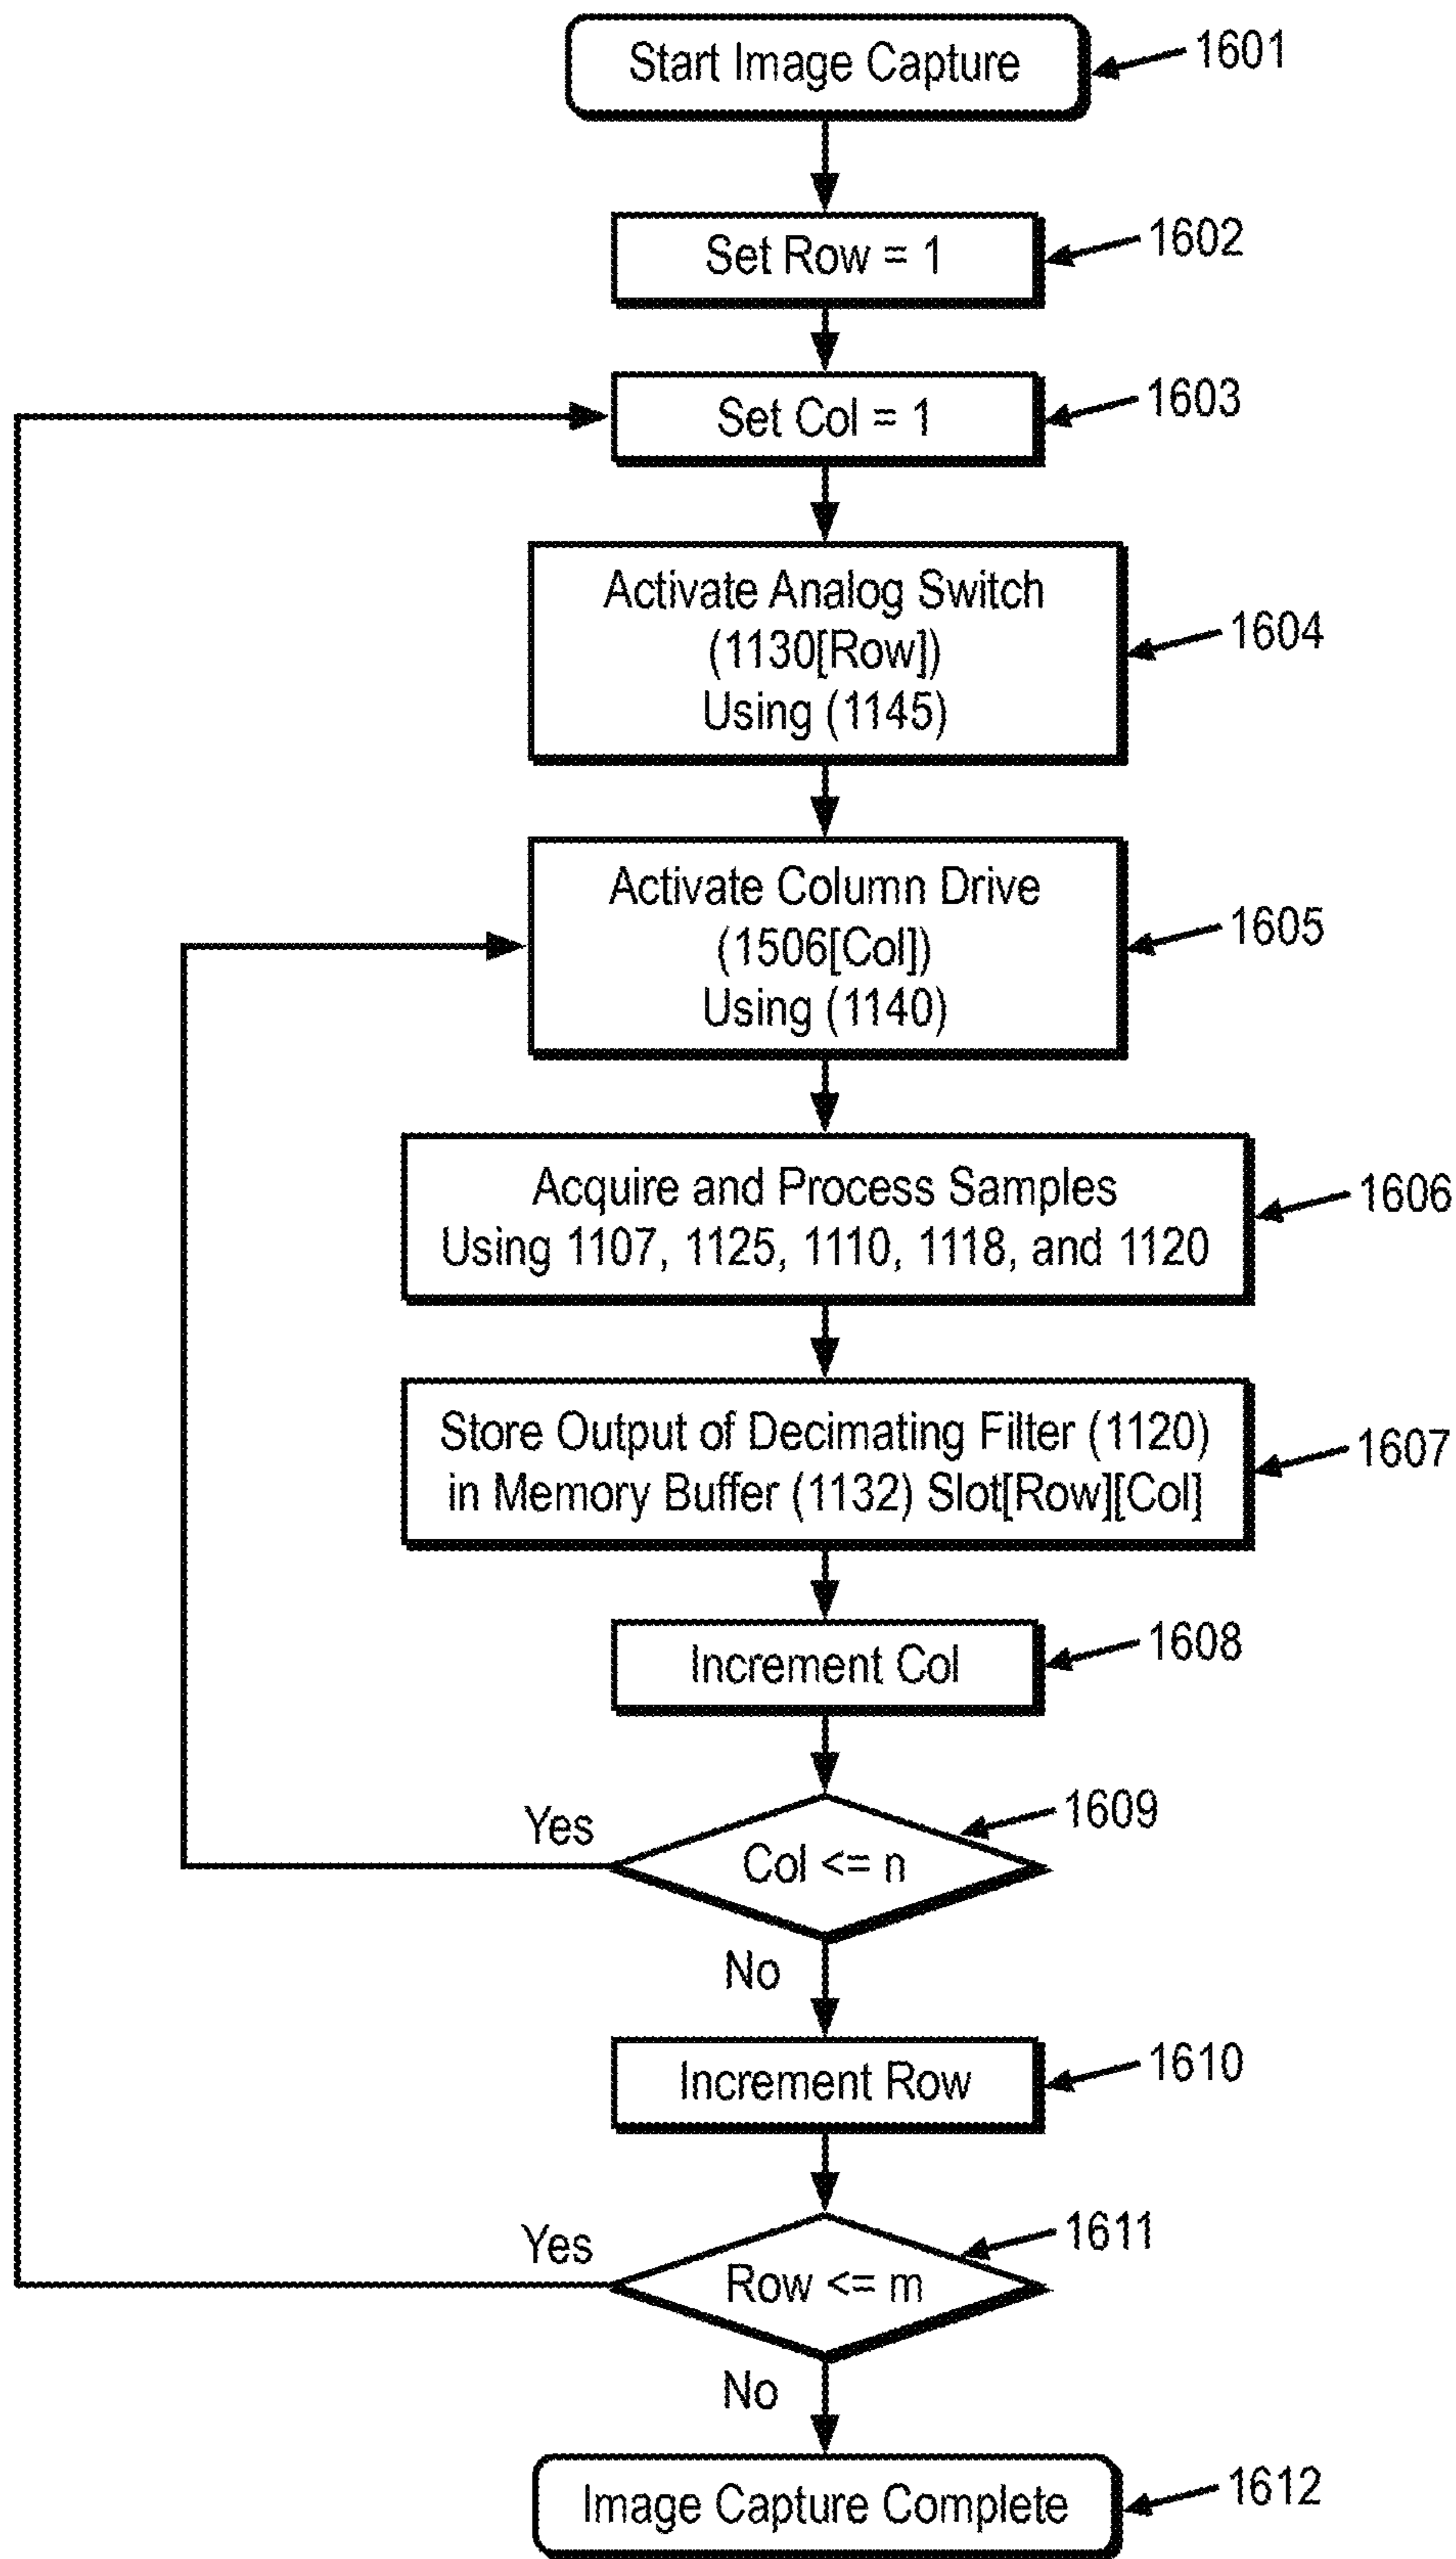 Start Image Capture
1601
Set Row = 1
1602
Set Col = 1
1603
Activate Analog Switch
(1130[Row])
Using (1145)
1604
Activate Column Drive
(1506[Col])
Using (1140)
1605
Acquire and Process Samples
Using 1107, 1125, 1110, 1118, and 1120
1606
Store Output of Decimating Filter (1120)
in Memory Buffer (1132) Slot[Row][Col]
1607
Increment Col
1608
Yes
Col <= n
1609
No
Increment Row
1610
Yes
Row <= m
1611
No
Image Capture Complete
1612